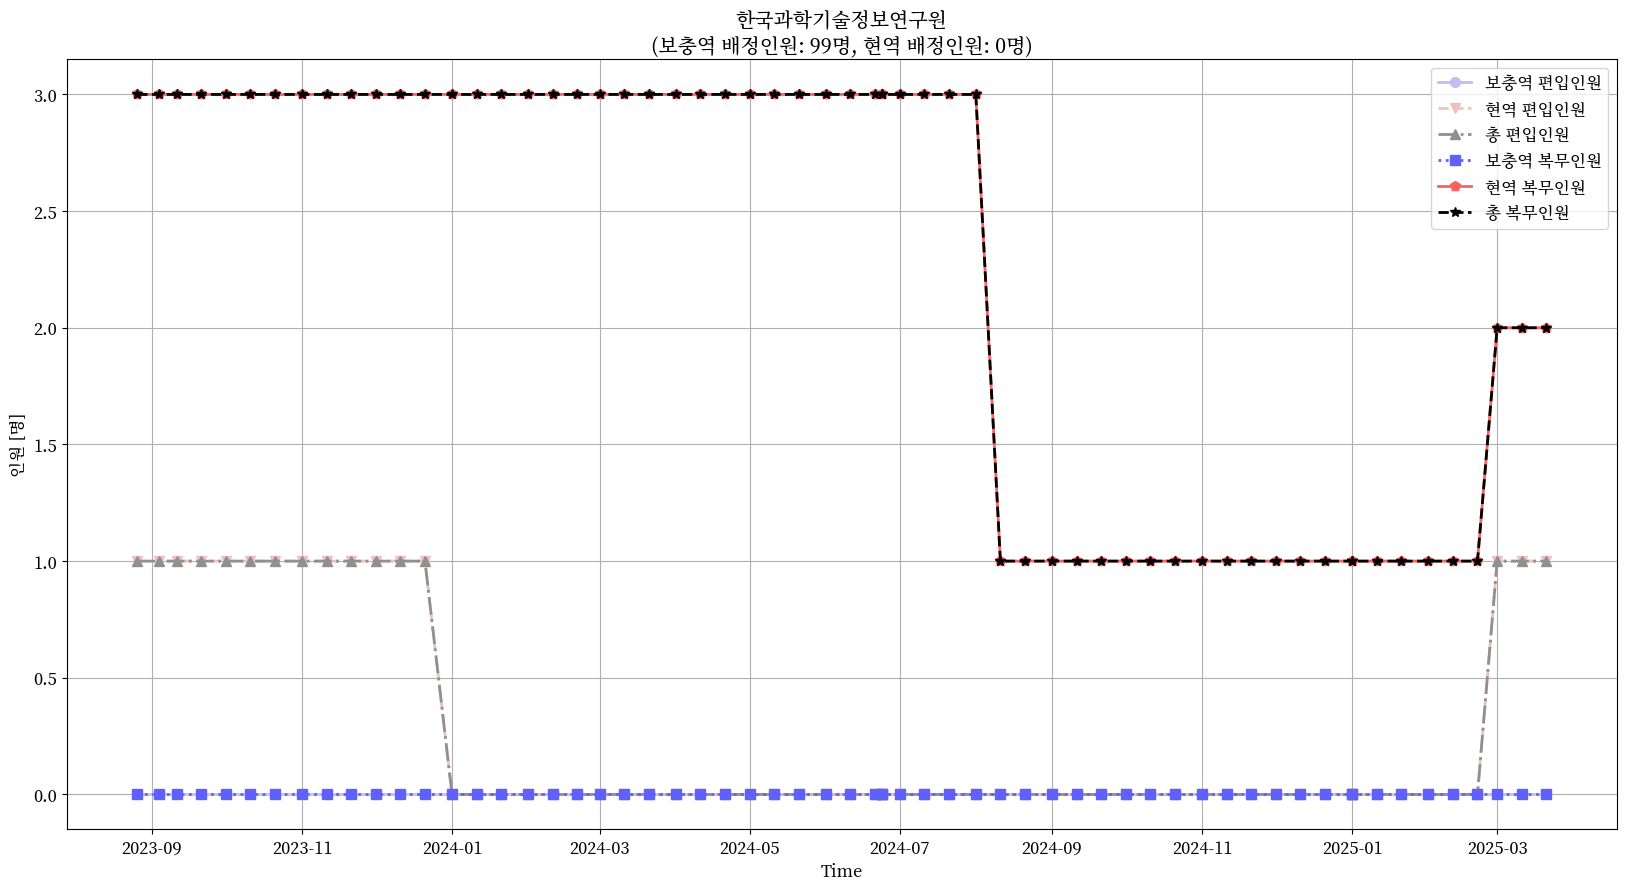 한국과학기술정보연구원
(보충역 배정인원: 99명, 현역 배정인원: 0명)
보충역 편입인원
현역 편입인원
총 편입인원
보충역 복무인원
현역 복무인원
총 복무인원
3.0
2.5
2.0
1.5
1.0
0.5
0.0
인원 [명]
2023-09
2023-11
2024-01
2024-03
2024-05
2024-07
2024-09
2024-11
2025-01
2025-03
Time